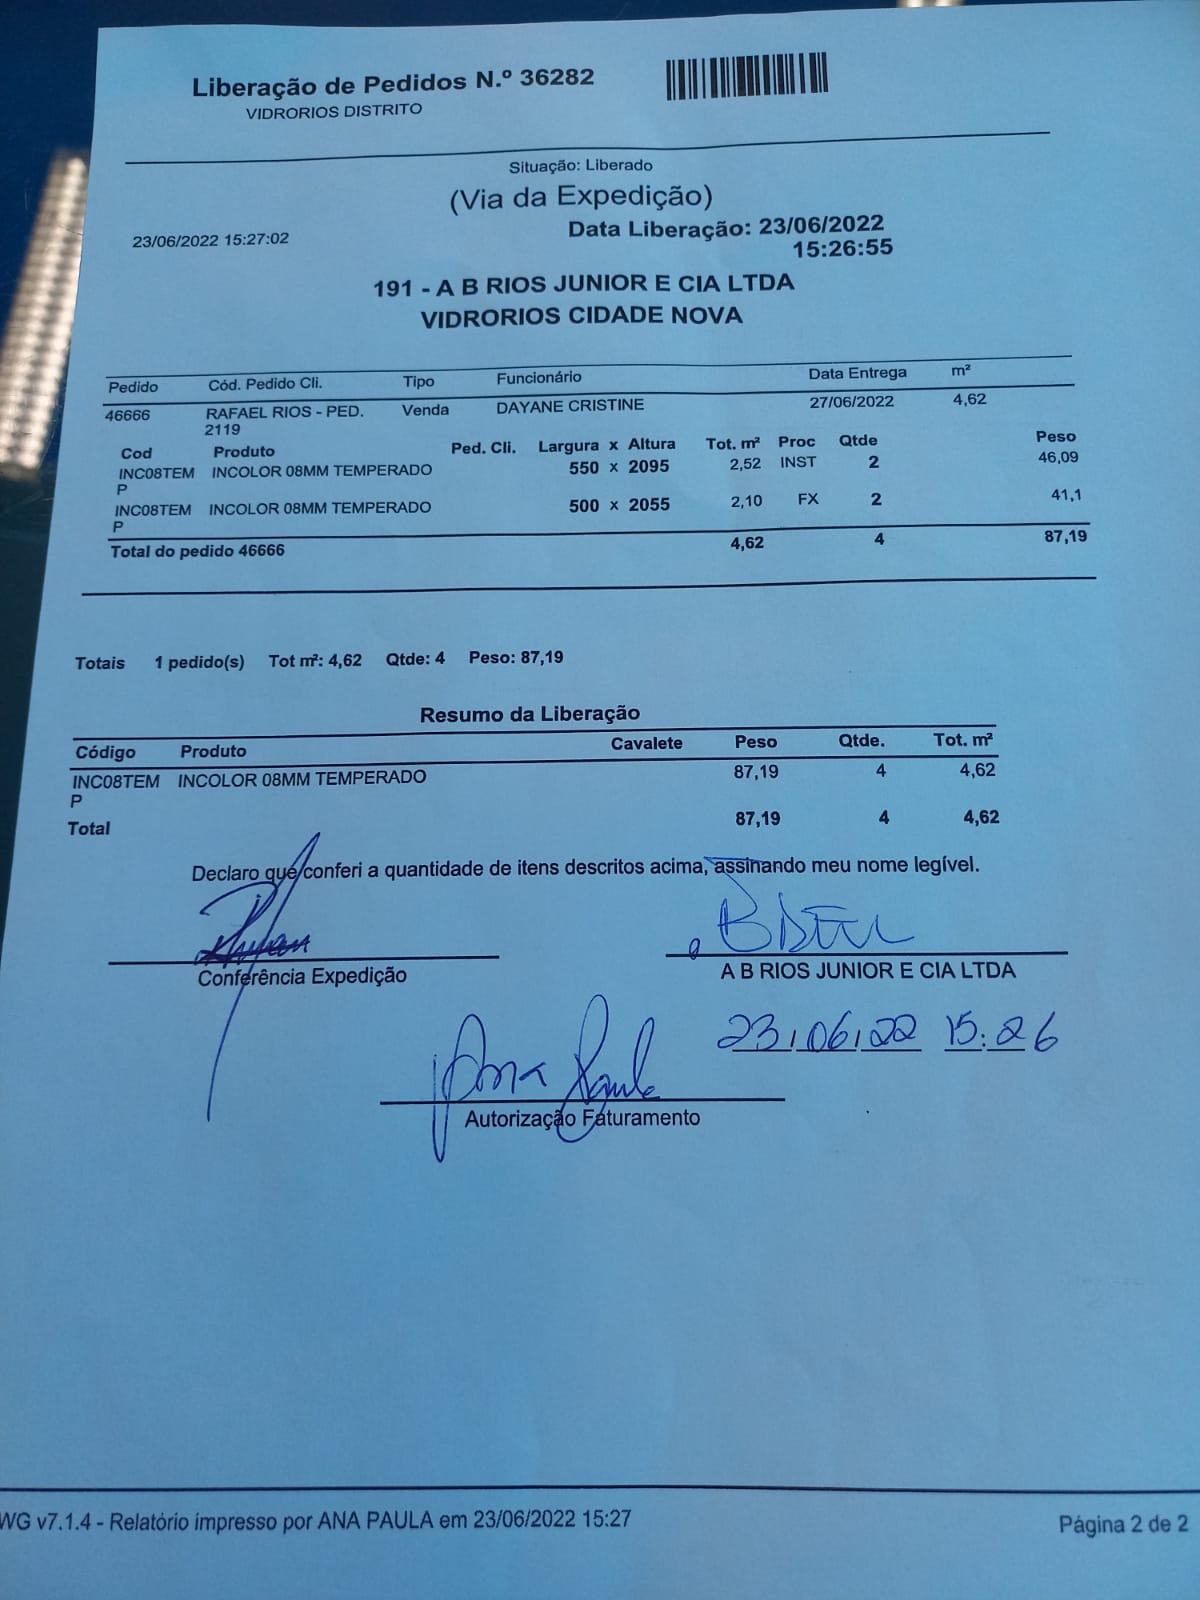 Liberação de Pedidos N.º 36282
VIDRORIOS DISTRITO
Situação: Liberado
(Via da Expedição)
23/06/2022 15:27:02
Data Liberação: 23/06/2022
15:26:55
191 - A B RIOS JUNIOR E CIA LTDA
VIDRORIOS CIDADE NOVA
Pedido Cód. Pedido Cli. Tipo Funcionário Data Entrega m²
46666 RAFAEL RIOS - PED. Venda DAYANE CRISTINE 27/06/2022 4,62
2119
Cod Produto Ped. Cli. Largura x Altura Tot. m² Proc Qtde Peso
INC08TEM INCOLOR 08MM TEMPERADO 550 x 2095 2,52 INST 2 46,09
P
INC08TEM INCOLOR 08MM TEMPERADO 500 x 2055 2,10 FX 2 41,1
P
Total do pedido 46666 4,62 4 87,19
Totais 1 pedido(s) Tot m²: 4,62 Qtde: 4 Peso: 87,19
Resumo da Liberação
Código Produto Cavalete Peso Qtde. Tot. m²
INC08TEM INCOLOR 08MM TEMPERADO 87,19 4 4,62
P
Total 87,19 4 4,62
Declaro que conferi a quantidade de itens descritos acima, assinando meu nome legível.
Conferência Expedição
A B RIOS JUNIOR E CIA LTDA
23/06/22 15:26
Ana Paula
Autorização Faturamento
WG v7.1.4 - Relatório impresso por ANA PAULA em 23/06/2022 15:27
Página 2 de 2